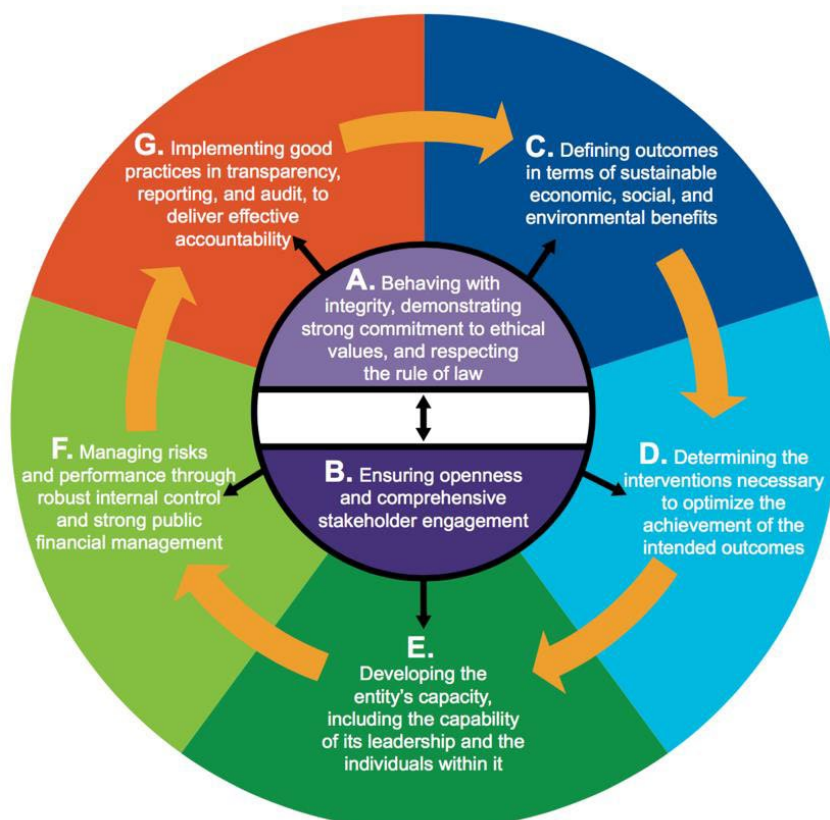 G. Implementing good
practices in transparency,
reporting, and audit, to
deliver effective
accountability
C. Defining outcomes
in terms of sustainable
economic, social, and
environmental benefits
A. Behaving with
integrity, demonstrating
strong commitment to ethical
values, and respecting
the rule of law
B. Ensuring openness
and comprehensive
stakeholder engagement
D. Determining the
interventions necessary
to optimize the
achievement of the
intended outcomes
E.
Developing the
entity's capacity,
including the capability
of its leadership and the
individuals within it
F. Managing risks
and performance through
robust internal control
and strong public
financial management